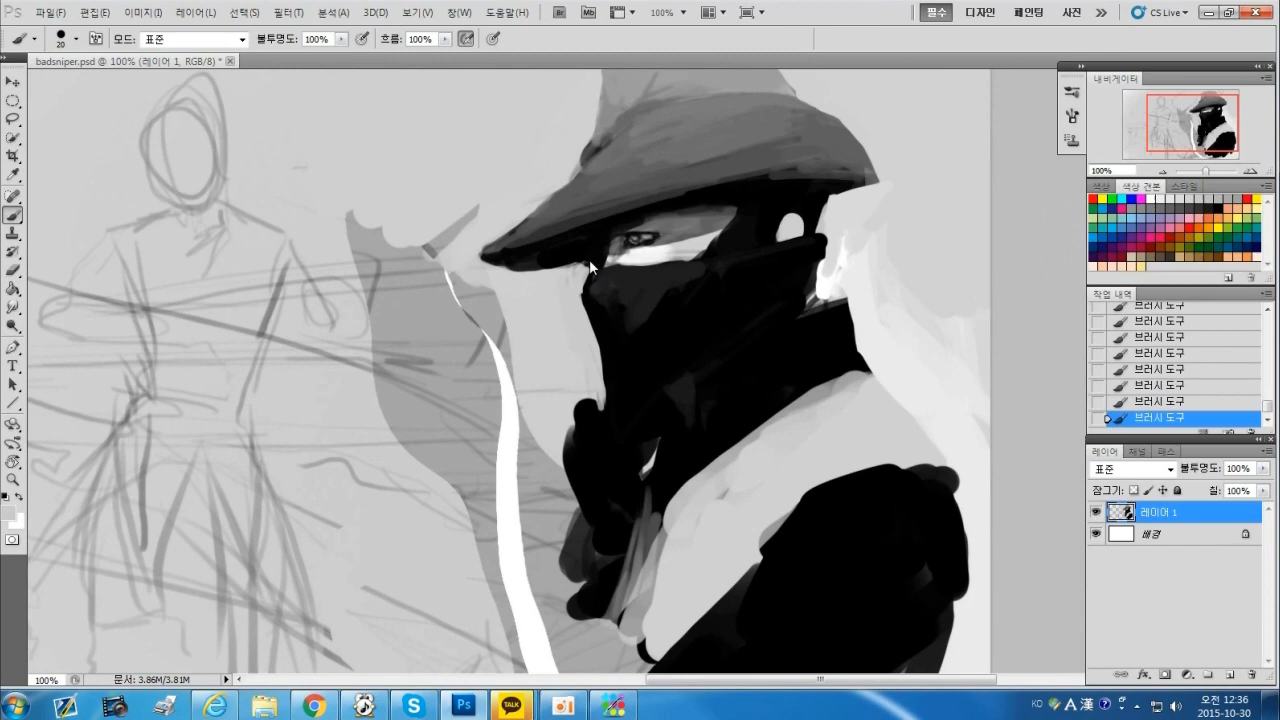 Ps 파일(F) 편집(E) 이미지(I) 레이어(L) 선택(S) 필터(T) 분석(A) 3D(D) 보기(V) 창(W) 도움말(H) Br Mb 100% 필수 디자인 페인팅 사진 CS Live
20 모드: 표준 불투명도: 100% 흐름: 100%
badsniper.psd @ 100% (레이어 1, RGB/8) *
내비게이터
100%
색상 색상 견본 스타일
작업 내역
브러시 도구
브러시 도구
브러시 도구
브러시 도구
브러시 도구
브러시 도구
브러시 도구
브러시 도구
레이어 채널 패스
표준 불투명도: 100%
잠그기: 칠: 100%
레이어 1
배경
100% 문서: 3.86M/3.81M
Ps TALK KO A 漢 오전 12:36
2015-10-30